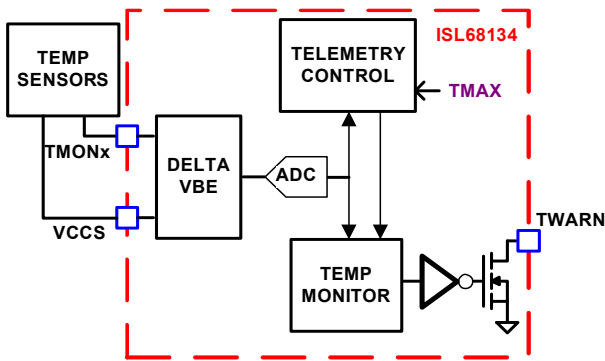 ISL68134
TEMP
SENSORS
TELEMETRY
CONTROL
TMAX
TMONx
DELTA
VBE
ADC
VCCS
TWARN
TEMP
MONITOR